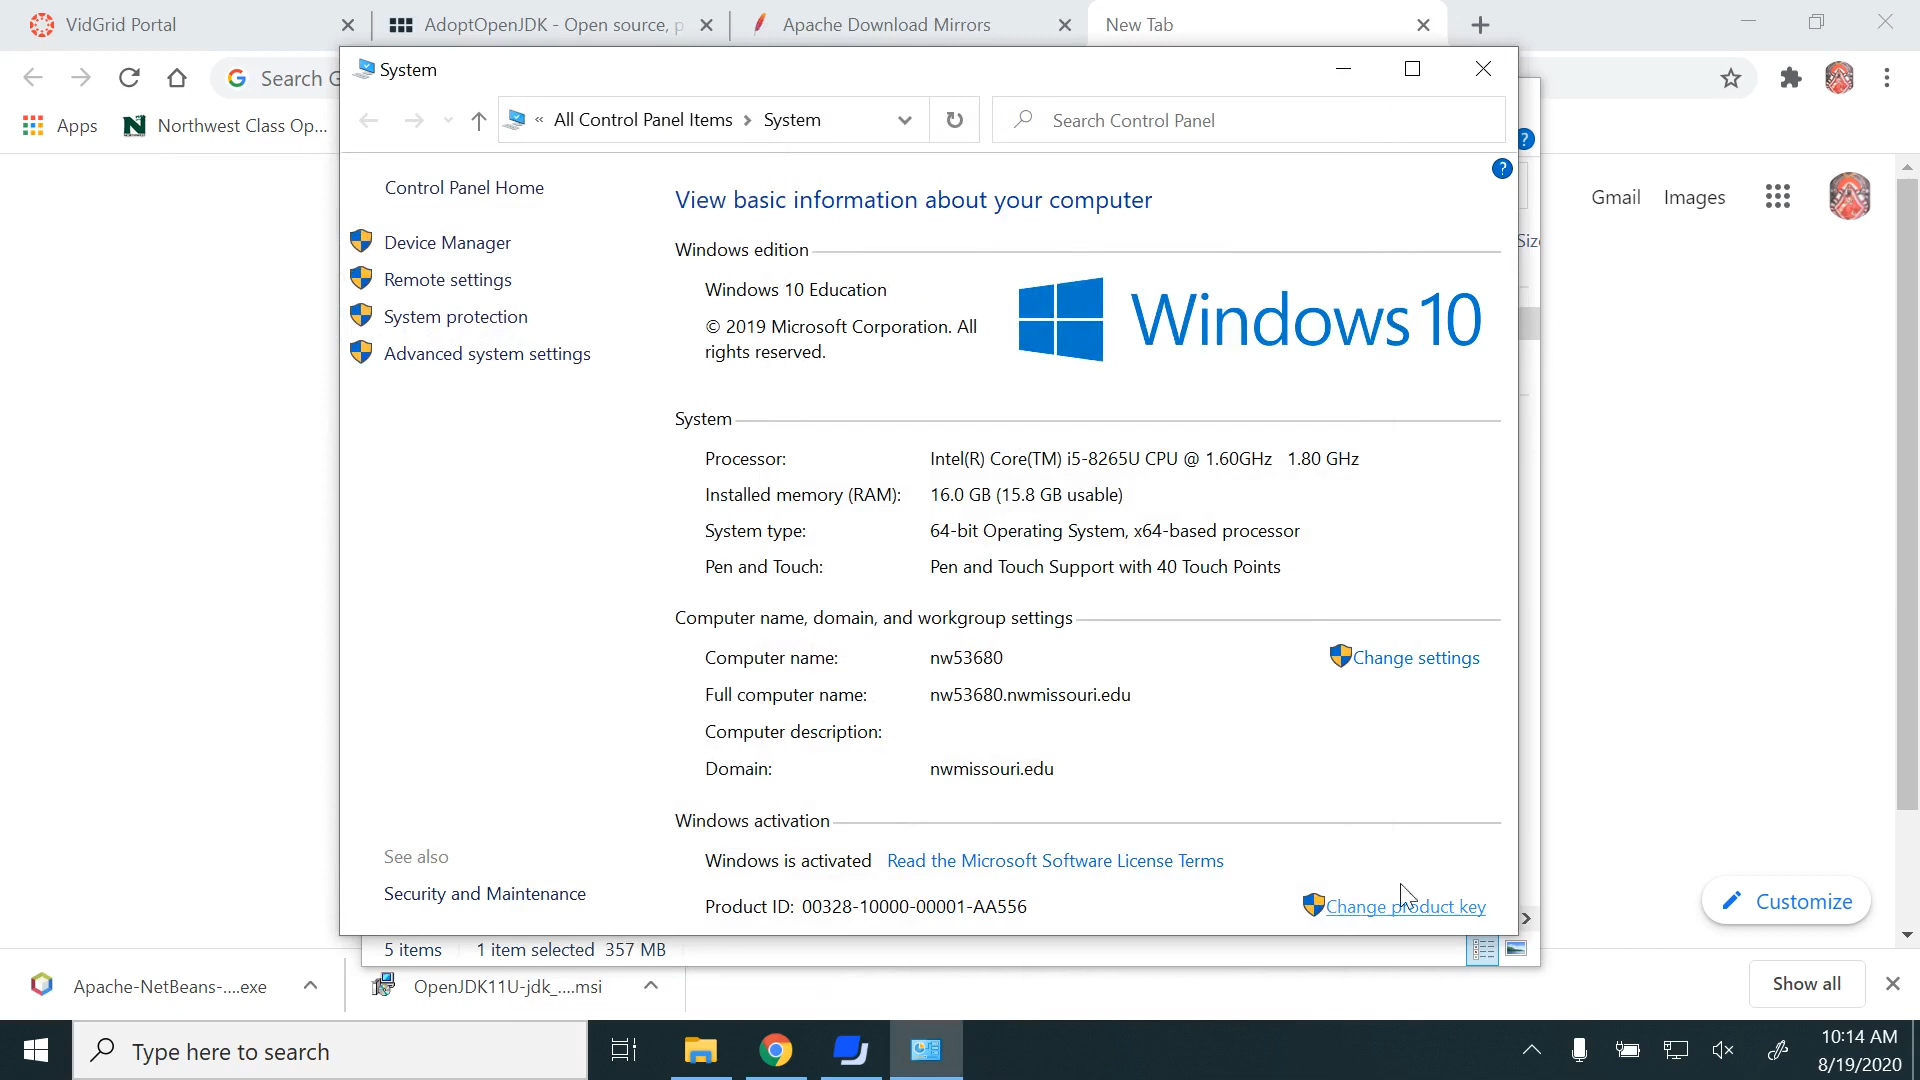 VidGrid Portal
AdoptOpenJDK - Open source, p
Apache Download Mirrors
New Tab
Search G
Apps
Northwest Class Op...
Gmail
Images
Siz
System
« All Control Panel Items > System
Search Control Panel
Control Panel Home
Device Manager
Remote settings
System protection
Advanced system settings
See also
Security and Maintenance
View basic information about your computer
Windows edition
Windows 10 Education
© 2019 Microsoft Corporation. All
rights reserved.
Windows 10
System
Processor: Intel(R) Core(TM) i5-8265U CPU @ 1.60GHz 1.80 GHz
Installed memory (RAM): 16.0 GB (15.8 GB usable)
System type: 64-bit Operating System, x64-based processor
Pen and Touch: Pen and Touch Support with 40 Touch Points
Computer name, domain, and workgroup settings
Computer name: nw53680
Change settings
Full computer name: nw53680.nwmissouri.edu
Computer description:
Domain: nwmissouri.edu
Windows activation
Windows is activated Read the Microsoft Software License Terms
Product ID: 00328-10000-00001-AA556
Change product key
Customize
5 items 1 item selected 357 MB
Apache-NetBeans-....exe
OpenJDK11U-jdk_....msi
Show all
Type here to search
10:14 AM
8/19/2020